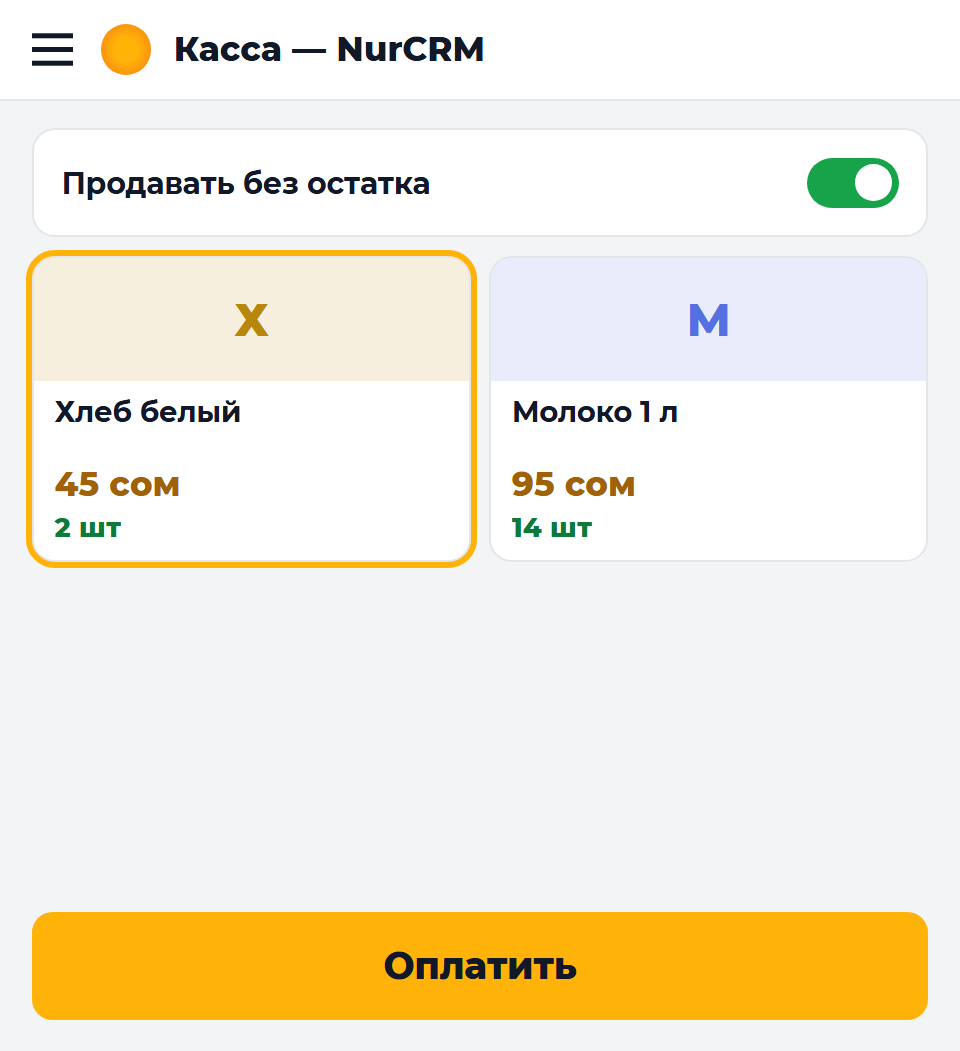 Касса — NurCRM
Продавать без остатка
Х
М
Хлеб белый
Молоко 1 л
45 сом
95 сом
2 шт
14 шт
Оплатить